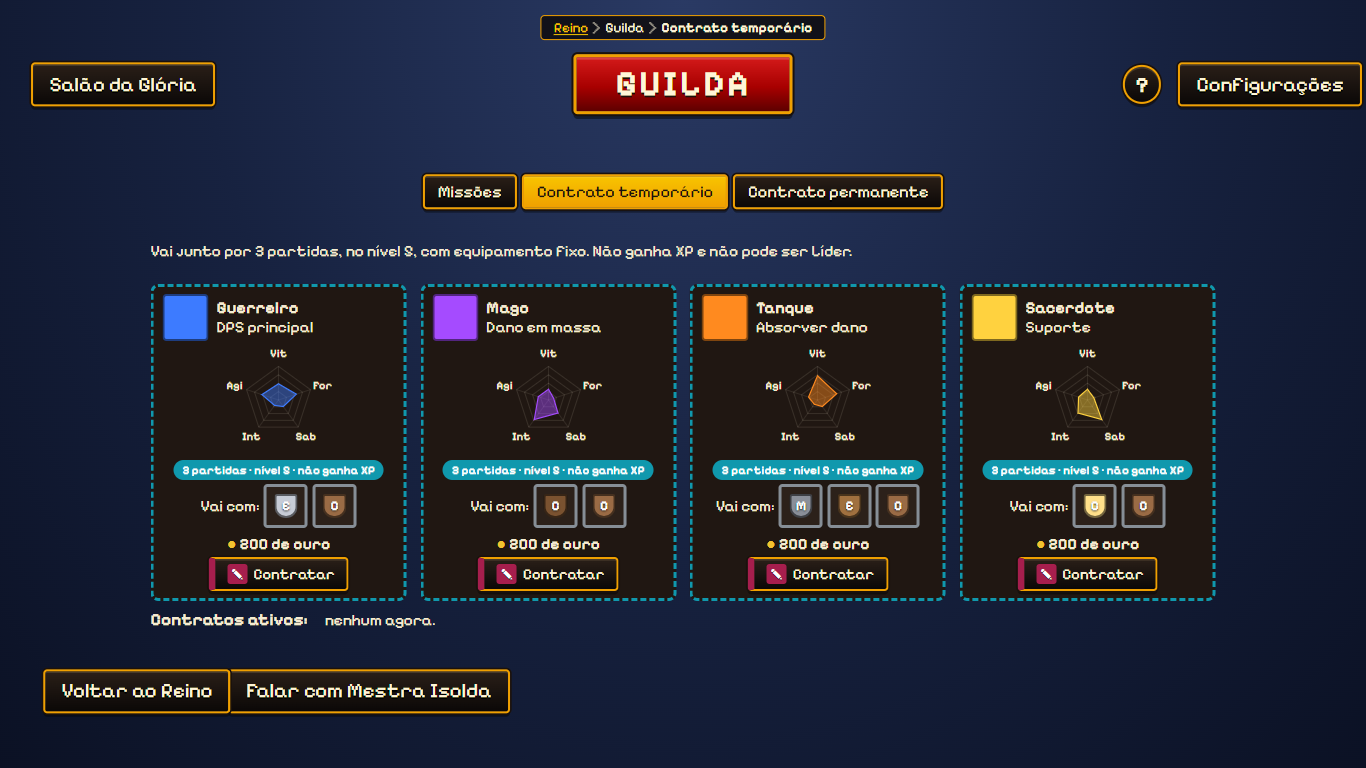 Reino > Guilda > Contrato temporário
Salão da Glória
GUILDA
?
Configurações
Missões
Contrato temporário
Contrato permanente
Vai junto por 3 partidas, no nível 8, com equipamento fixo. Não ganha XP e não pode ser Líder.
Guerreiro
DPS principal
Vit
Agi
For
Int
Sab
3 partidas · nível 8 · não ganha XP
Vai com: E O
800 de ouro
Contratar
Mago
Dano em massa
Vit
Agi
For
Int
Sab
3 partidas · nível 8 · não ganha XP
Vai com: O O
800 de ouro
Contratar
Tanque
Absorver dano
Vit
Agi
For
Int
Sab
3 partidas · nível 8 · não ganha XP
Vai com: M E O
800 de ouro
Contratar
Sacerdote
Suporte
Vit
Agi
For
Int
Sab
3 partidas · nível 8 · não ganha XP
Vai com: O O
800 de ouro
Contratar
Contratos ativos: nenhum agora.
Voltar ao Reino
Falar com Mestra Isolda